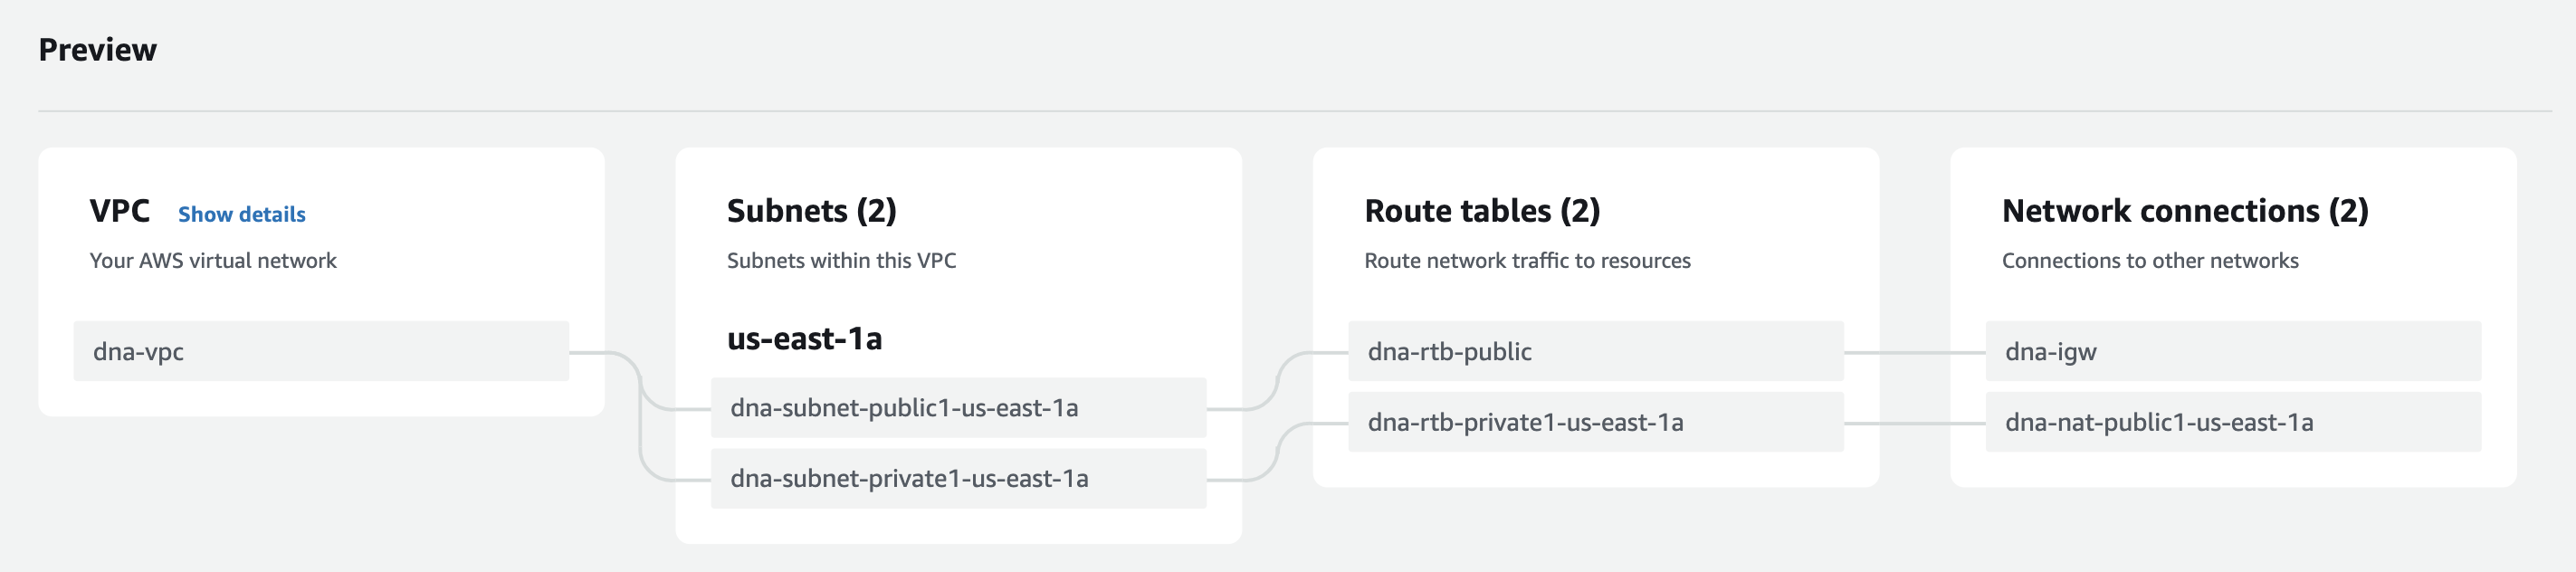 Preview
VPC Show details
Your AWS virtual network
dna-vpc
Subnets (2)
Subnets within this VPC
us-east-1a
dna-subnet-public1-us-east-1a
dna-subnet-private1-us-east-1a
Route tables (2)
Route network traffic to resources
dna-rtb-public
dna-rtb-private1-us-east-1a
Network connections (2)
Connections to other networks
dna-igw
dna-nat-public1-us-east-1a